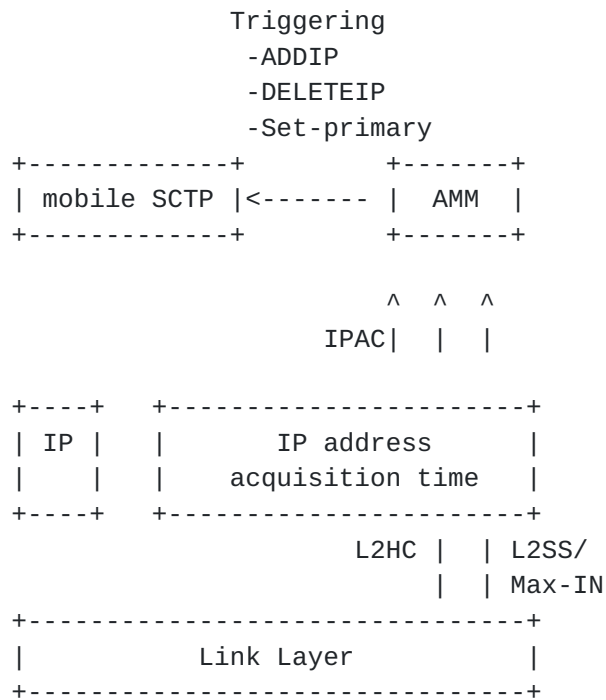 Triggering
-ADDIP
-DELETEIP
-Set-primary
+-------------+ +-------+
| mobile SCTP |<------- | AMM |
+-------------+ +-------+
^ ^ ^
IPAC| | |
+----+ +-----------------------+
| IP | | IP address |
| | | acquisition time |
+----+ +-----------------------+
L2HC | | L2SS/
| | Max-IN
+--------------------------------+
| Link Layer |
+--------------------------------+